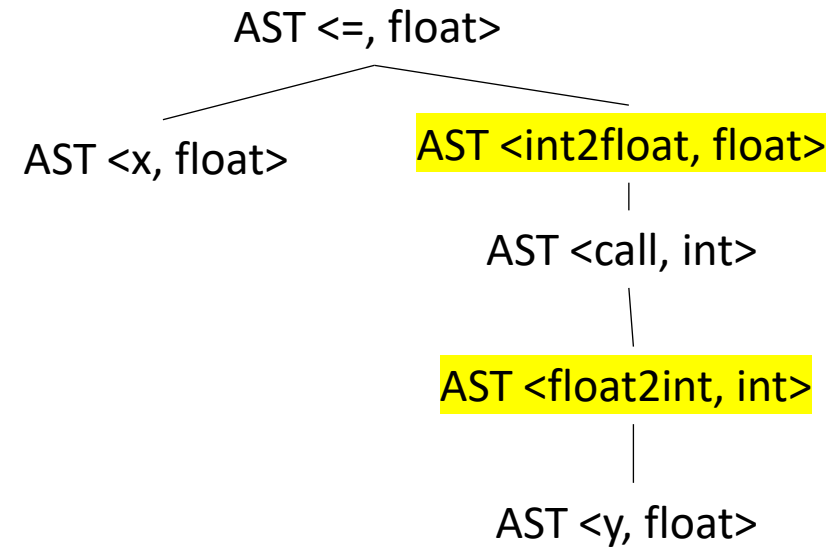 AST <=, float>
AST <x, float>
AST <int2float, float>
AST <call, int>
AST <float2int, int>
AST <y, float>